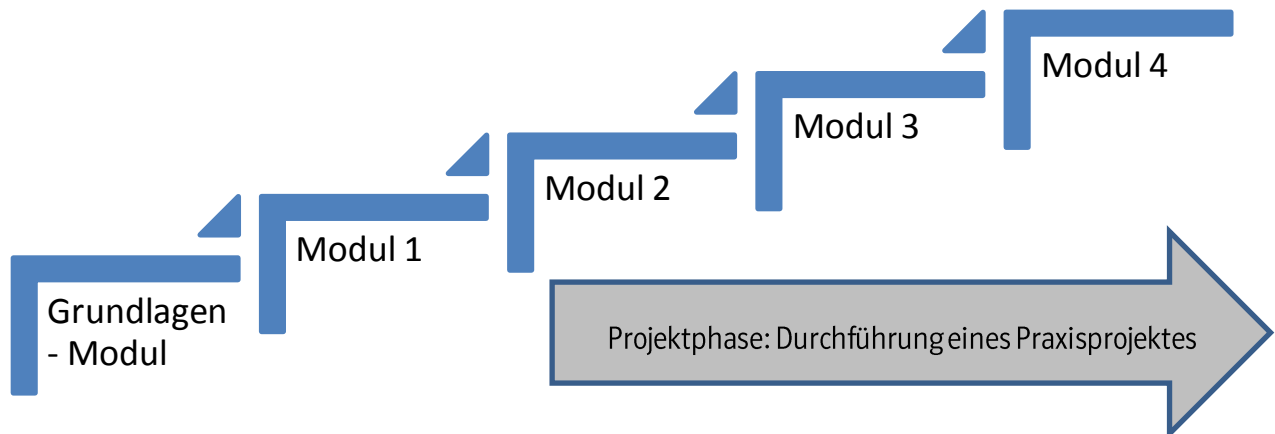 Grundlagen
- Modul
Modul 1
Modul 2
Modul 3
Modul 4
Projektphase: Durchführung eines Praxisprojektes